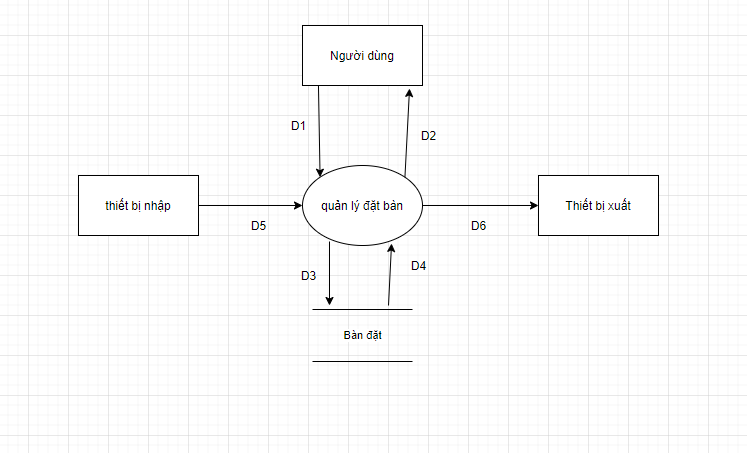 Người dùng
D1
D2
thiết bị nhập
quản lý đặt bàn
Thiết bị xuất
D5
D6
D3
D4
Bàn đặt